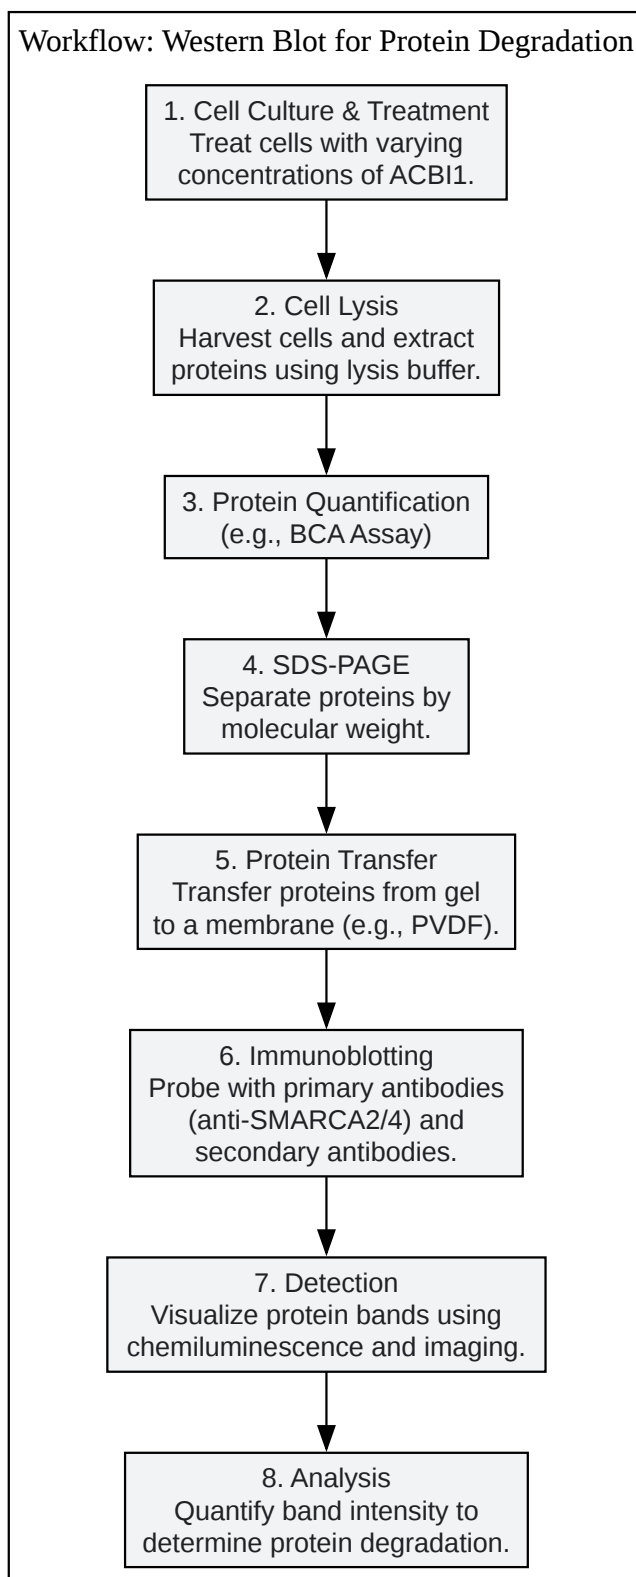 Workflow: Western Blot for Protein Degradation
1. Cell Culture & Treatment
Treat cells with varying
concentrations of ACBI1.
2. Cell Lysis
Harvest cells and extract
proteins using lysis buffer.
3. Protein Quantification
(e.g., BCA Assay)
4. SDS-PAGE
Separate proteins by
molecular weight.
5. Protein Transfer
Transfer proteins from gel
to a membrane (e.g., PVDF).
6. Immunoblotting
Probe with primary antibodies
(anti-SMARCA2/4) and
secondary antibodies.
7. Detection
Visualize protein bands using
chemiluminescence and imaging.
8. Analysis
Quantify band intensity to
determine protein degradation.